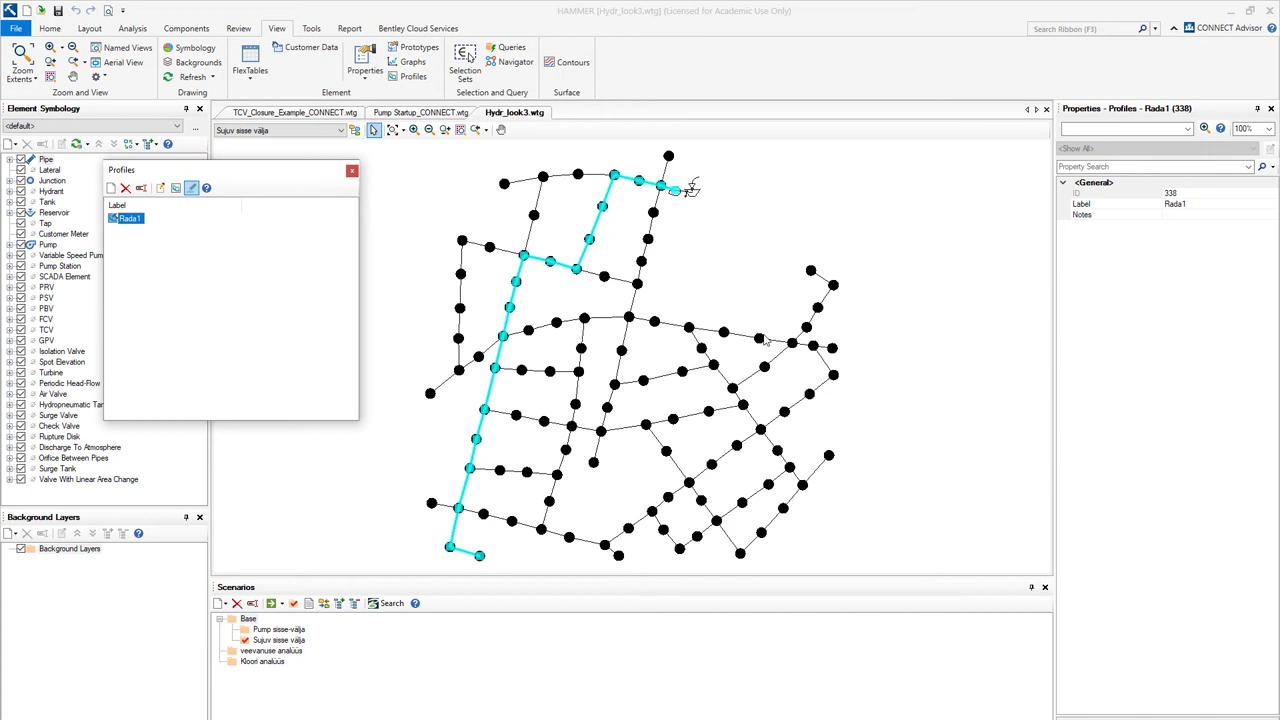 HAMMER [Hydr_look3.wtg] (Licensed for Academic Use Only)
File Home Layout Analysis Components Review View Tools Report Bentley Cloud Services
Search Ribbon (F3) CONNECT Advisor
Zoom Extents
Named Views
Aerial View
Zoom and View
Symbology
Backgrounds
Refresh
Drawing
FlexTables
Customer Data
Properties
Prototypes
Graphs
Profiles
Element
Selection Sets
Queries
Navigator
Selection and Query
Contours
Surface
Element Symbology
<default>
...
Pipe
Lateral
Junction
Hydrant
Tank
Reservoir
Tap
Customer Meter
Pump
Variable Speed Pum
Pump Station
SCADA Element
PRV
PSV
PBV
FCV
TCV
GPV
Isolation Valve
Spot Elevation
Turbine
Periodic Head-Flow
Air Valve
Hydropneumatic Tan
Surge Valve
Check Valve
Rupture Disk
Discharge To Atmosphere
Orifice Between Pipes
Surge Tank
Valve With Linear Area Change
Background Layers
Background Layers
Profiles
Label
Rada1
TCV_Closure_Example_CONNECT.wtg Pump Startup_CONNECT.wtg Hydr_look3.wtg
Sujuv sisse välja
Scenarios
Search
Base
Pump sisse-välja
Sujuv sisse välja
veevanuse analüüs
Kloori analüüs
Properties - Profiles - Rada1 (338)
100%
<Show All>
Property Search
<General>
ID 338
Label Rada1
Notes